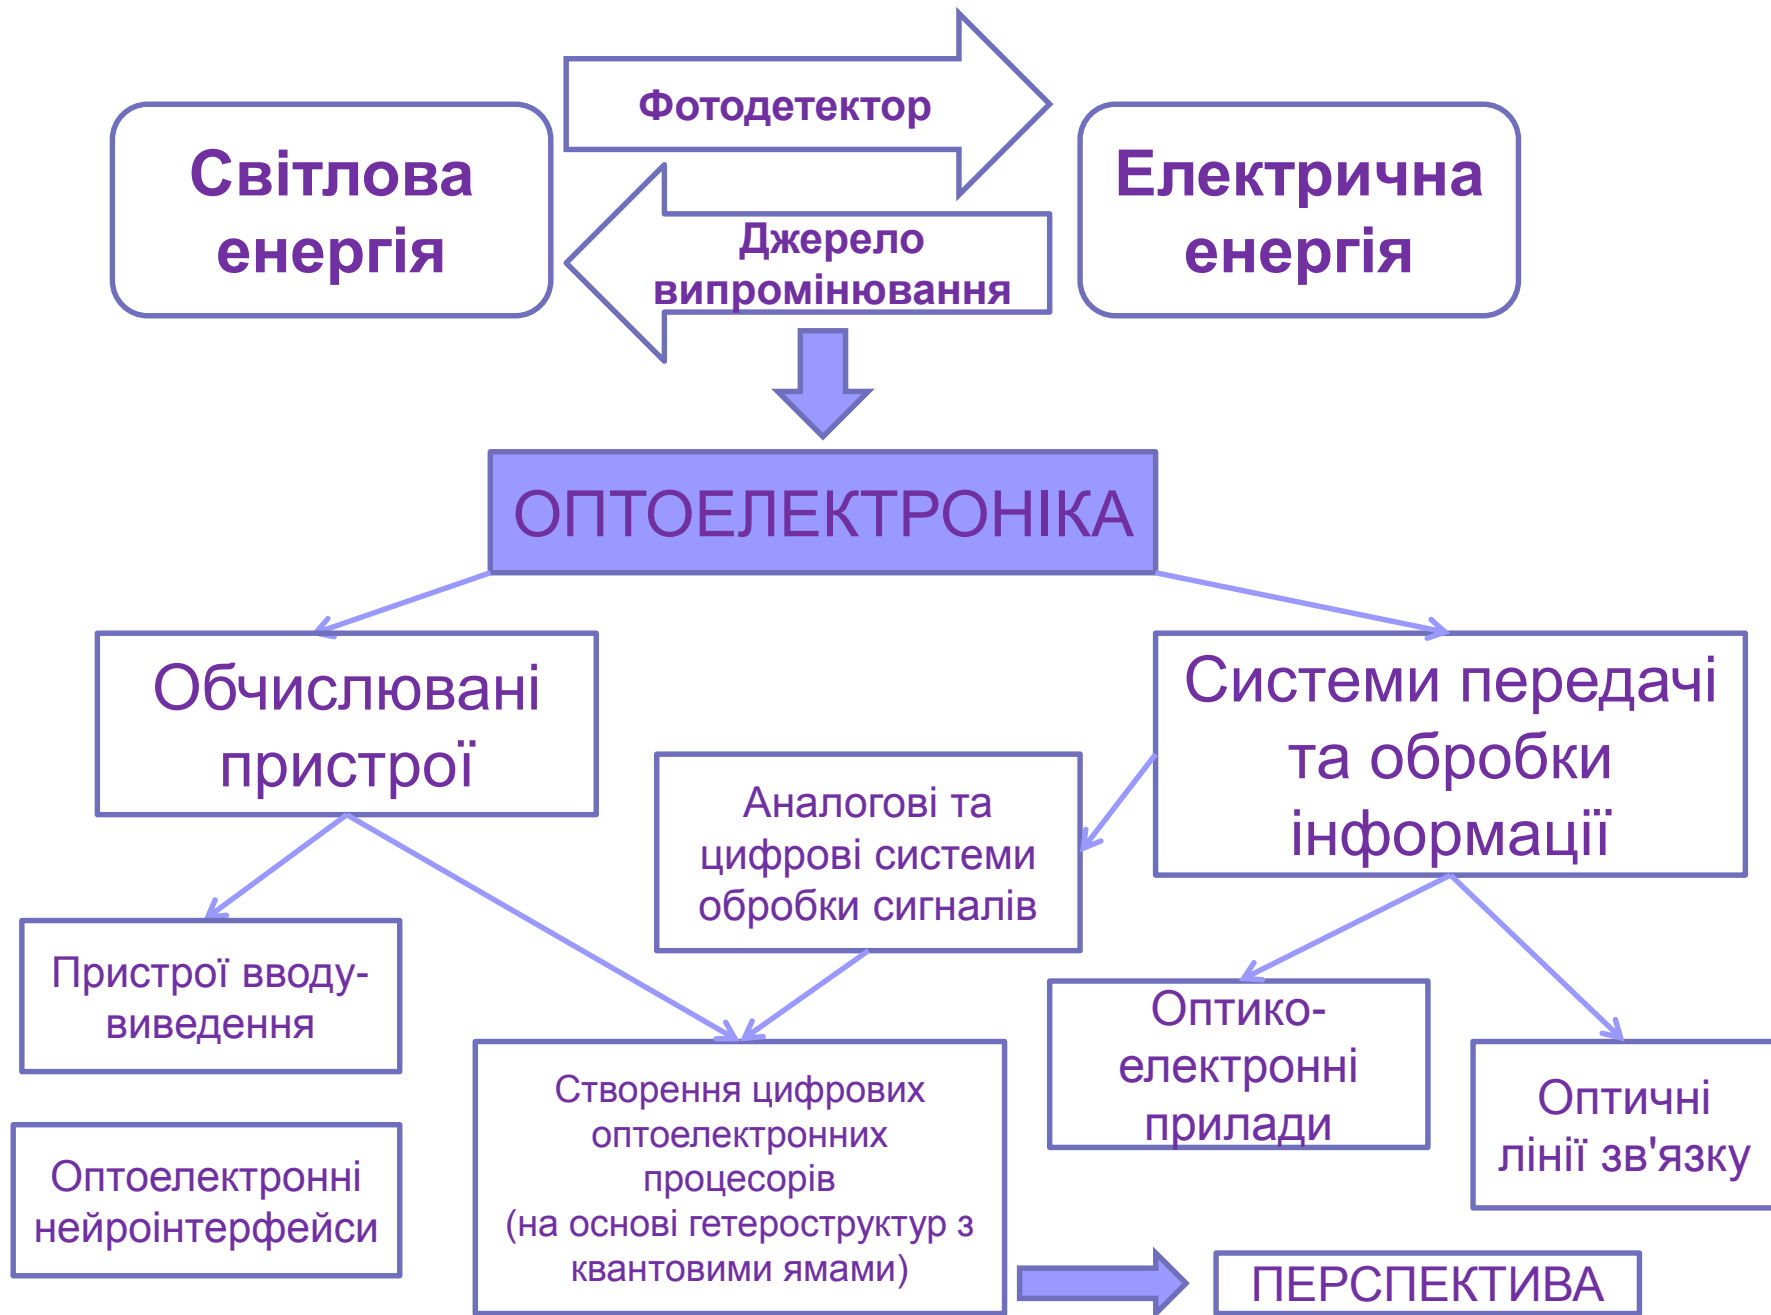 Фотодетектор
Світлова
енергія
Електрична
енергія
Джерело
випромінювання
ОПТОЕЛЕКТРОНІКА
Обчислювані
пристрої
Системи передачі
та обробки
інформації
Аналогові та
цифрові системи
обробки сигналів
Пристрої вводу-
виведення
Оптико-
електронні
прилади
Оптичні
лінії зв'язку
Створення цифрових
оптоелектронних
процесорів
(на основі гетероструктур з
квантовими ямами)
Оптоелектронні
нейроінтерфейси
ПЕРСПЕКТИВА